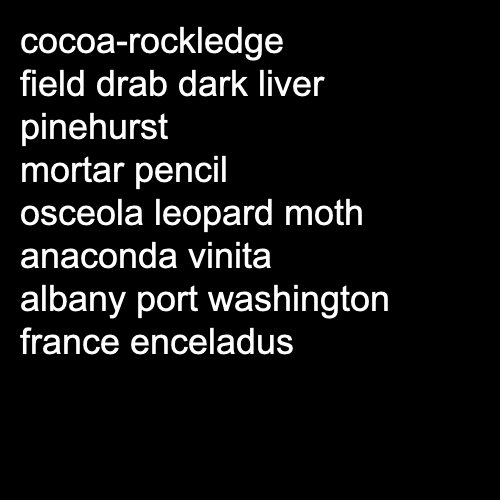 cocoa-rockledge
field drab dark liver
pinehurst
mortar pencil
osceola leopard moth
anaconda vinita
albany port washington
france enceladus